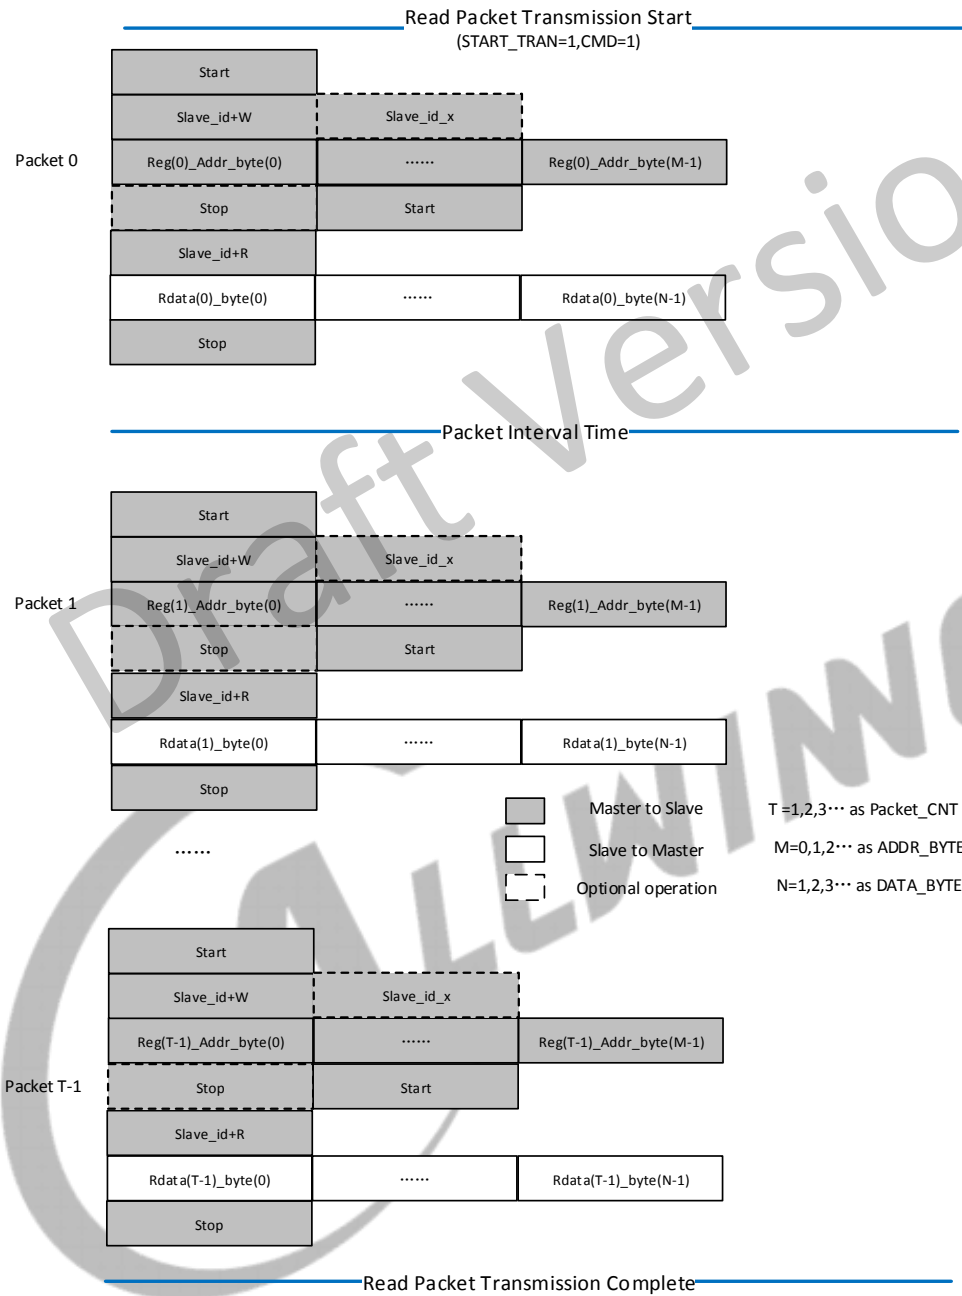 Read Packet Transmission Start
(START_TRAN=1,CMD=1)
Start
Slave_id+W Slave_id_x
Packet 0 Reg(0)_Addr_byte(0) ...... Reg(0)_Addr_byte(M-1)
Stop Start
Slave_id+R
Rdata(0)_byte(0) ...... Rdata(0)_byte(N-1)
Stop
Packet Interval Time
Start
Slave_id+W Slave_id_x
Packet 1 Reg(1)_Addr_byte(0) ...... Reg(1)_Addr_byte(M-1)
Stop Start
Slave_id+R
Rdata(1)_byte(0) ...... Rdata(1)_byte(N-1)
Stop
Master to Slave T =1,2,3··· as Packet_CNT
...... Slave to Master M=0,1,2··· as ADDR_BYTE
Optional operation N=1,2,3··· as DATA_BYTE
Start
Slave_id+W Slave_id_x
Reg(T-1)_Addr_byte(0) ...... Reg(T-1)_Addr_byte(M-1)
Packet T-1 Stop Start
Slave_id+R
Rdata(T-1)_byte(0) ...... Rdata(T-1)_byte(N-1)
Stop
Read Packet Transmission Complete
Draft Versio
ALLWINN